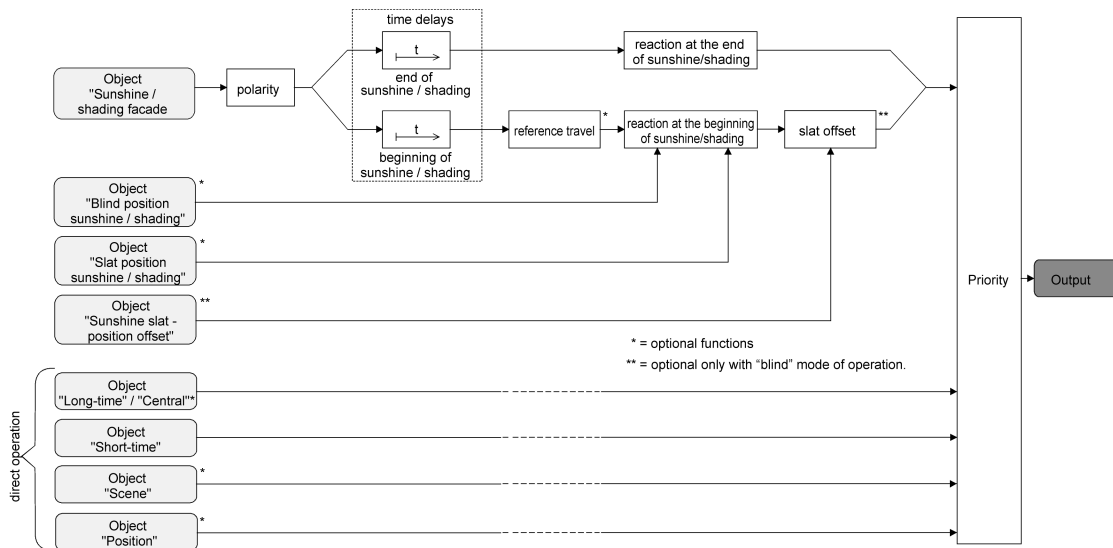 time delays
t
end of
sunshine / shading
reaction at the end
of sunshine/shading
Object
"Sunshine /
shading facade
polarity
t
beginning of
sunshine / shading
reference travel
*
reaction at the beginning
of sunshine/shading
slat offset
**
Object
"Blind position
sunshine / shading"
*
Object
"Slat position
sunshine / shading"
*
Object
"Sunshine slat -
position offset"
**
Priority
Output
* = optional functions
** = optional only with “blind” mode of operation.
direct operation
Object
"Long-time" / "Central"*
Object
"Short-time"
Object
"Scene"
*
Object
"Position"
*